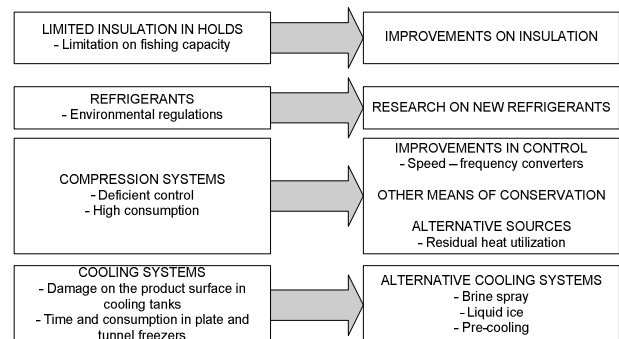 LIMITED INSULATION IN HOLDS
- Limitation on fishing capacity
IMPROVEMENTS ON INSULATION
REFRIGERANTS
- Environmental regulations
RESEARCH ON NEW REFRIGERANTS
COMPRESSION SYSTEMS
- Deficient control
- High consumption
IMPROVEMENTS IN CONTROL
- Speed – frequency converters
OTHER MEANS OF CONSERVATION
ALTERNATIVE SOURCES
- Residual heat utilization
COOLING SYSTEMS
- Damage on the product surface in
cooling tanks
- Time and consumption in plate and
tunnel freezers
ALTERNATIVE COOLING SYSTEMS
- Brine spray
- Liquid ice
- Pre-cooling